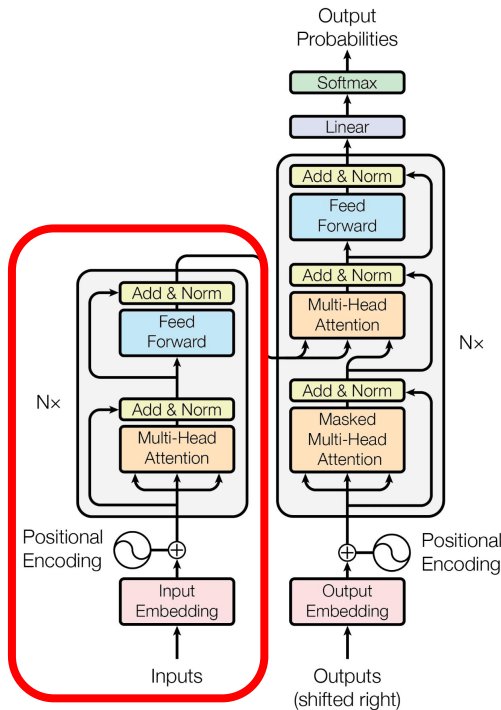 Output
Probabilities
Softmax
Linear
Add & Norm
Feed
Forward
Add & Norm
Multi-Head
Attention
Add & Norm
Masked
Multi-Head
Attention
N×
Positional
Encoding
Output
Embedding
Outputs
(shifted right)
Add & Norm
Feed
Forward
Add & Norm
Multi-Head
Attention
N×
Positional
Encoding
Input
Embedding
Inputs